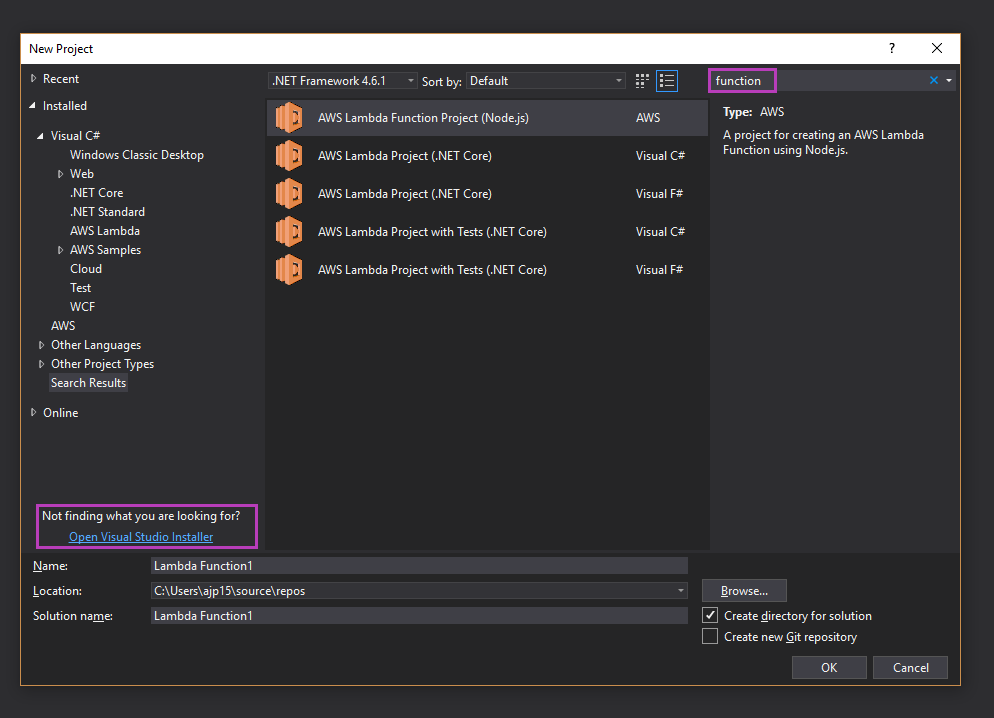 New Project
?
Recent
Installed
Visual C#
Windows Classic Desktop
Web
.NET Core
.NET Standard
AWS Lambda
AWS Samples
Cloud
Test
WCF
AWS
Other Languages
Other Project Types
Search Results
Online
Not finding what you are looking for?
Open Visual Studio Installer
.NET Framework 4.6.1 Sort by: Default
AWS Lambda Function Project (Node.js) AWS
AWS Lambda Project (.NET Core) Visual C#
AWS Lambda Project (.NET Core) Visual F#
AWS Lambda Project with Tests (.NET Core) Visual C#
AWS Lambda Project with Tests (.NET Core) Visual F#
function
Type: AWS
A project for creating an AWS Lambda
Function using Node.js.
Name: Lambda Function1
Location: C:\Users\ajp15\source\repos Browse...
Solution name: Lambda Function1
Create directory for solution
Create new Git repository
OK Cancel